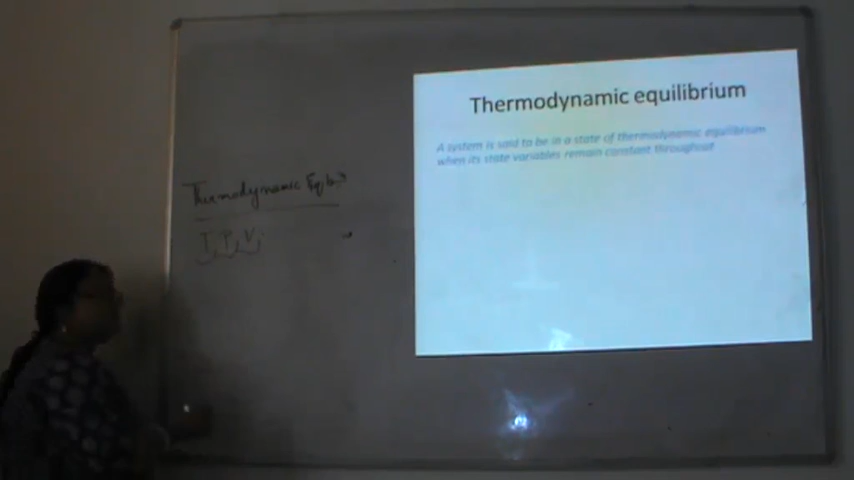 Thermodynamic equilibrium
A system is said to be in a state of thermodynamic equilibrium
when its state variables remain constant throughout
Thermodynamic Eqb
T, P, V